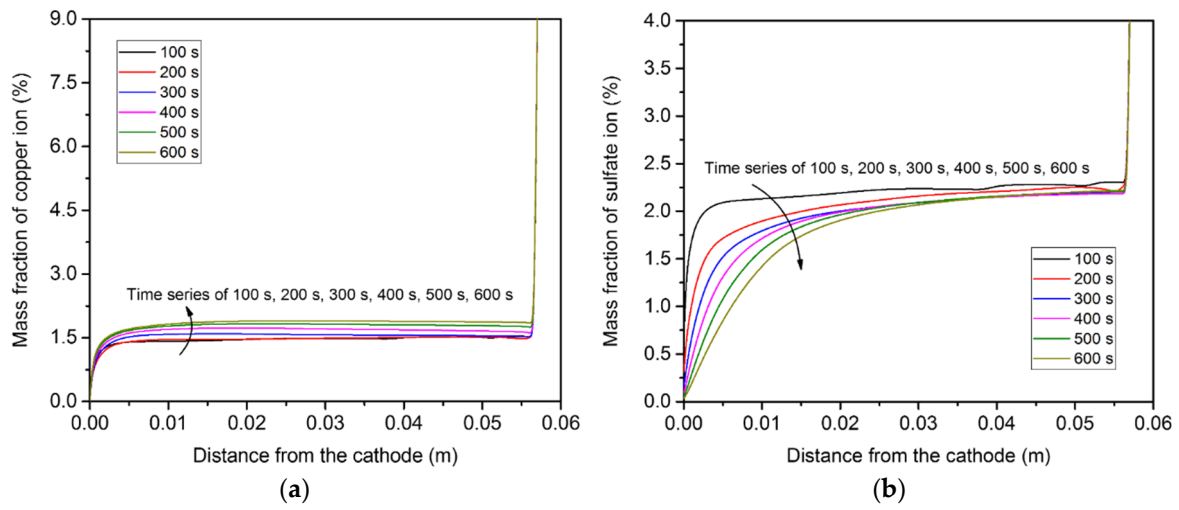 (a)
Mass fraction of copper ion (%)
9.0
7.5
6.0
4.5
3.0
1.5
0.0
100 s
200 s
300 s
400 s
500 s
600 s
Time series of 100 s, 200 s, 300 s, 400 s, 500 s, 600 s
0.00 0.01 0.02 0.03 0.04 0.05 0.06
Distance from the cathode (m)
(a)
(b)
Mass fraction of sulfate ion (%)
4.0
3.5
3.0
2.5
2.0
1.5
1.0
0.5
0.0
Time series of 100 s, 200 s, 300 s, 400 s, 500 s, 600 s
100 s
200 s
300 s
400 s
500 s
600 s
0.00 0.01 0.02 0.03 0.04 0.05 0.06
Distance from the cathode (m)
(b)